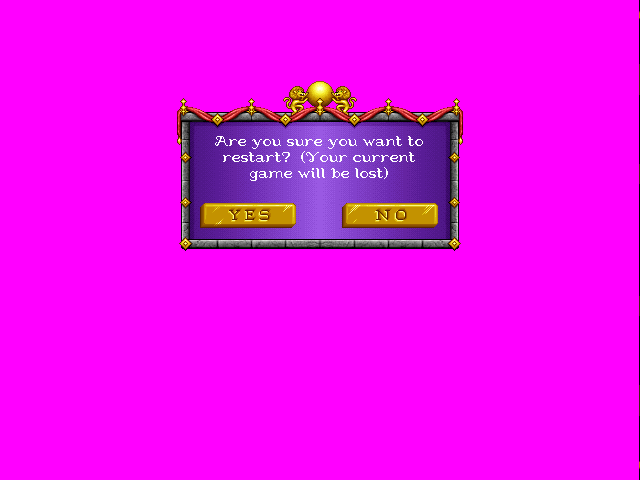 Are you sure you want to
restart? (Your current
game will be lost)
YES
NO